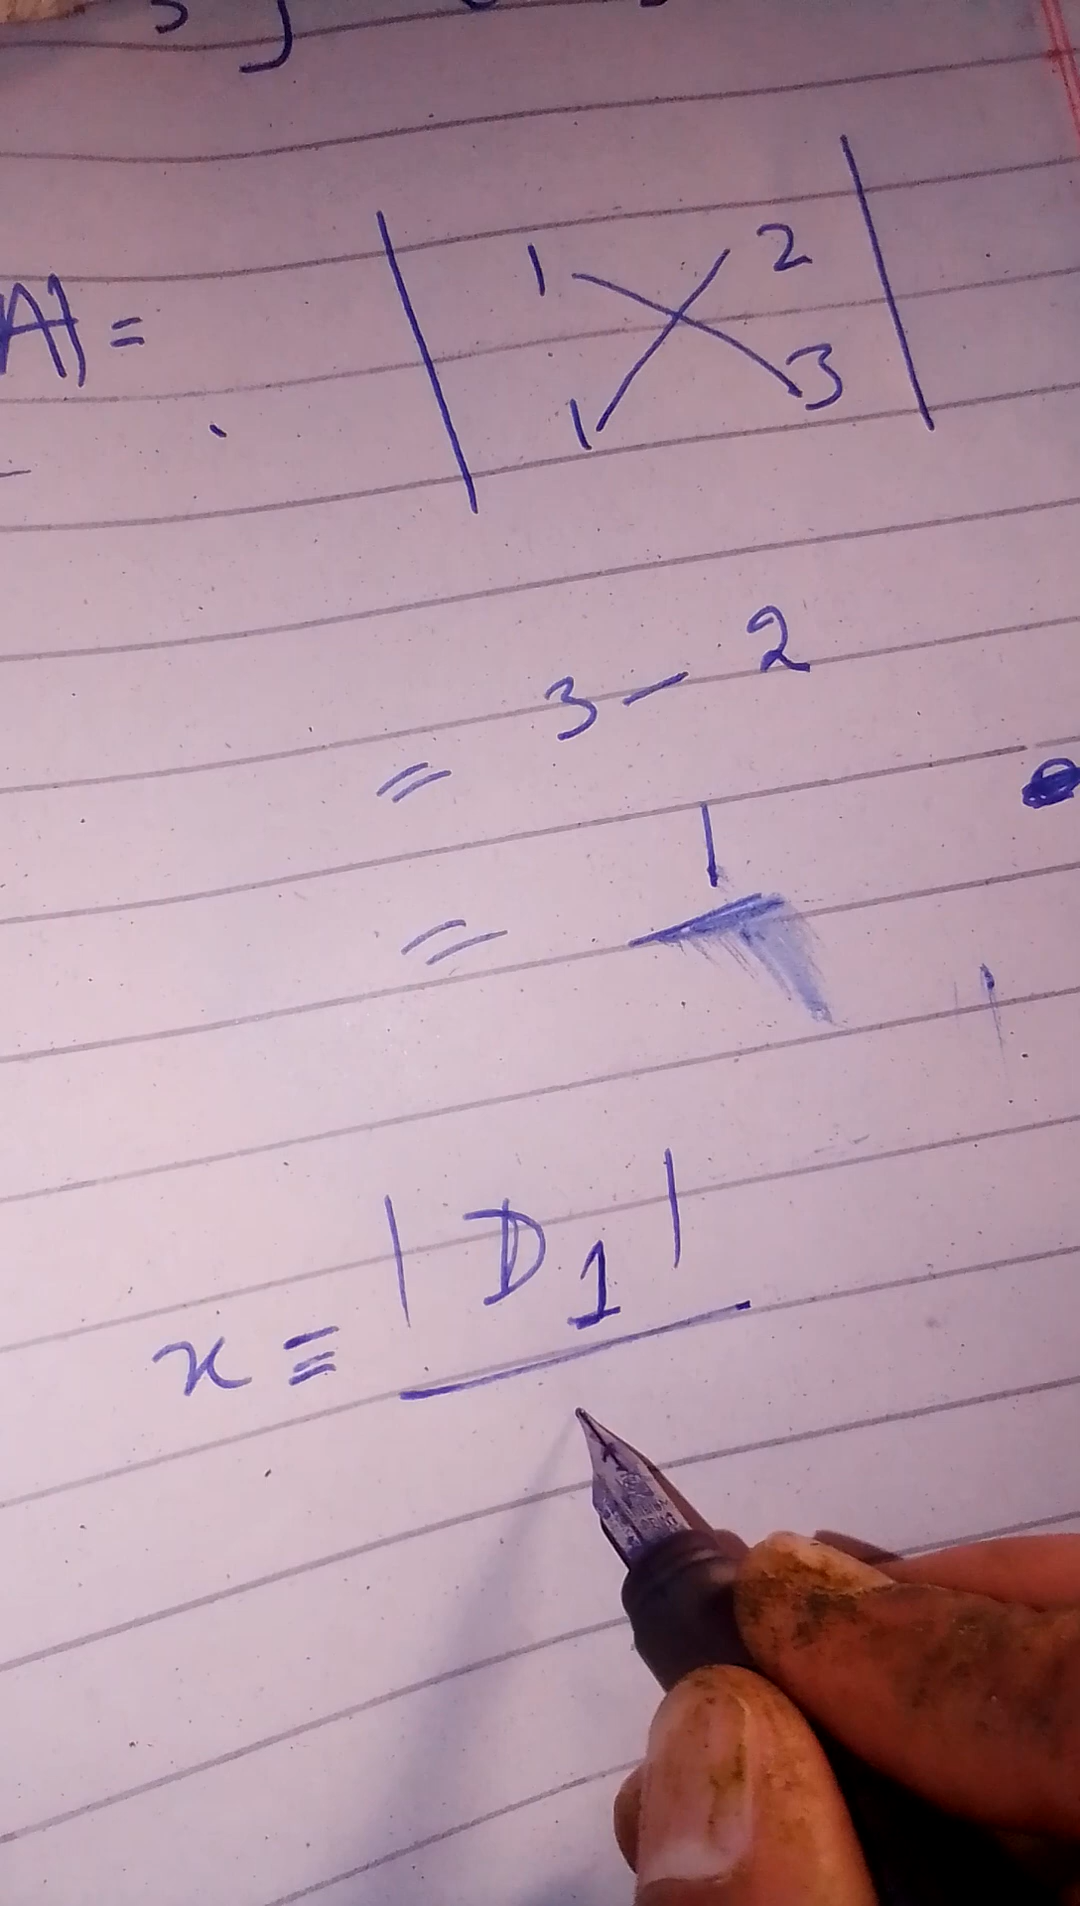 A| =
| 1 2 |
| 1 3 |
= 3 - 2
= 1
x = | D1 |